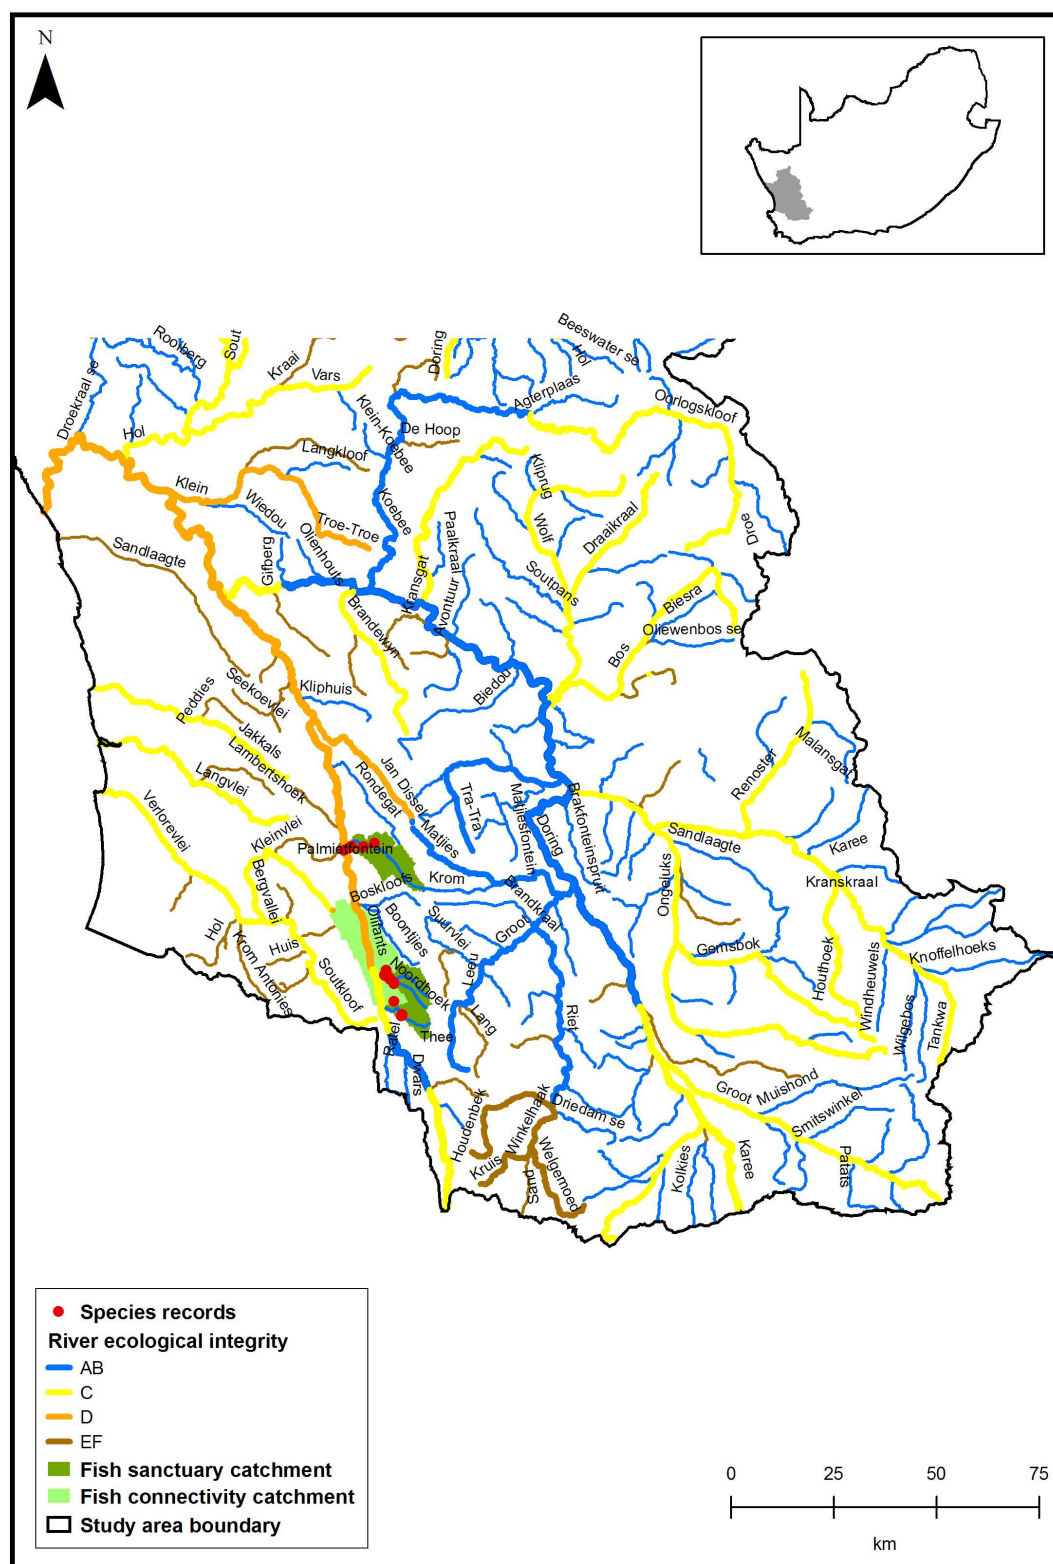 N
Beeswater se
Rooiberg
Sout
Doring
Hol
Kraai
Vars
Droekraal se
Agterplaas
Oorlogskloof
Hol
Klein-Koebee
De Hoop
Langkloof
Kliprug
Klein
Koebee
Wiedou
Troe-Troe
Paalkraal
Wolf
Draaikraal
Droe
Sandlaagte
Gifberg
Olienhouts
Kransgat
Avontuur
Soutpans
Brandewyn
Biesra
Oliewenbos se
Bos
Biedou
Kliphuis
Seekoevlei
Peddies
Jakkals
Lambertshoek
Langvlei
Rondegat
Jan Dissel
Malansgat
Renoster
Verlorevlei
Tra-Tra
Matjiesfontein
Doring
Brakfonteinspruit
Matjies
Sandlaagte
Karee
Kleinvlei
Palmietfontein
Bergvallei
Boskloofs
Krom
Brandkraal
Ongeluks
Kranskraal
Olifants
Boontjies
Suurvlei
Groot
Hol
Huis
Krom Antonies
Soutkloof
Noordhoek
Leeu
Gemsbok
Houthoek
Windheuwels
Knoffelhoeks
Lang
Riet
Wilgebos
Tankwa
Thee
Ratel
Dwars
Houdenbek
Winkelhaak
Driedam se
Groot
Muishond
Smitswinkel
Kruis
Sand
Welgemoed
Kolkies
Karee
Patats
Species records
River ecological integrity
AB
C
D
EF
Fish sanctuary catchment
Fish connectivity catchment
Study area boundary
0 25 50 75
km